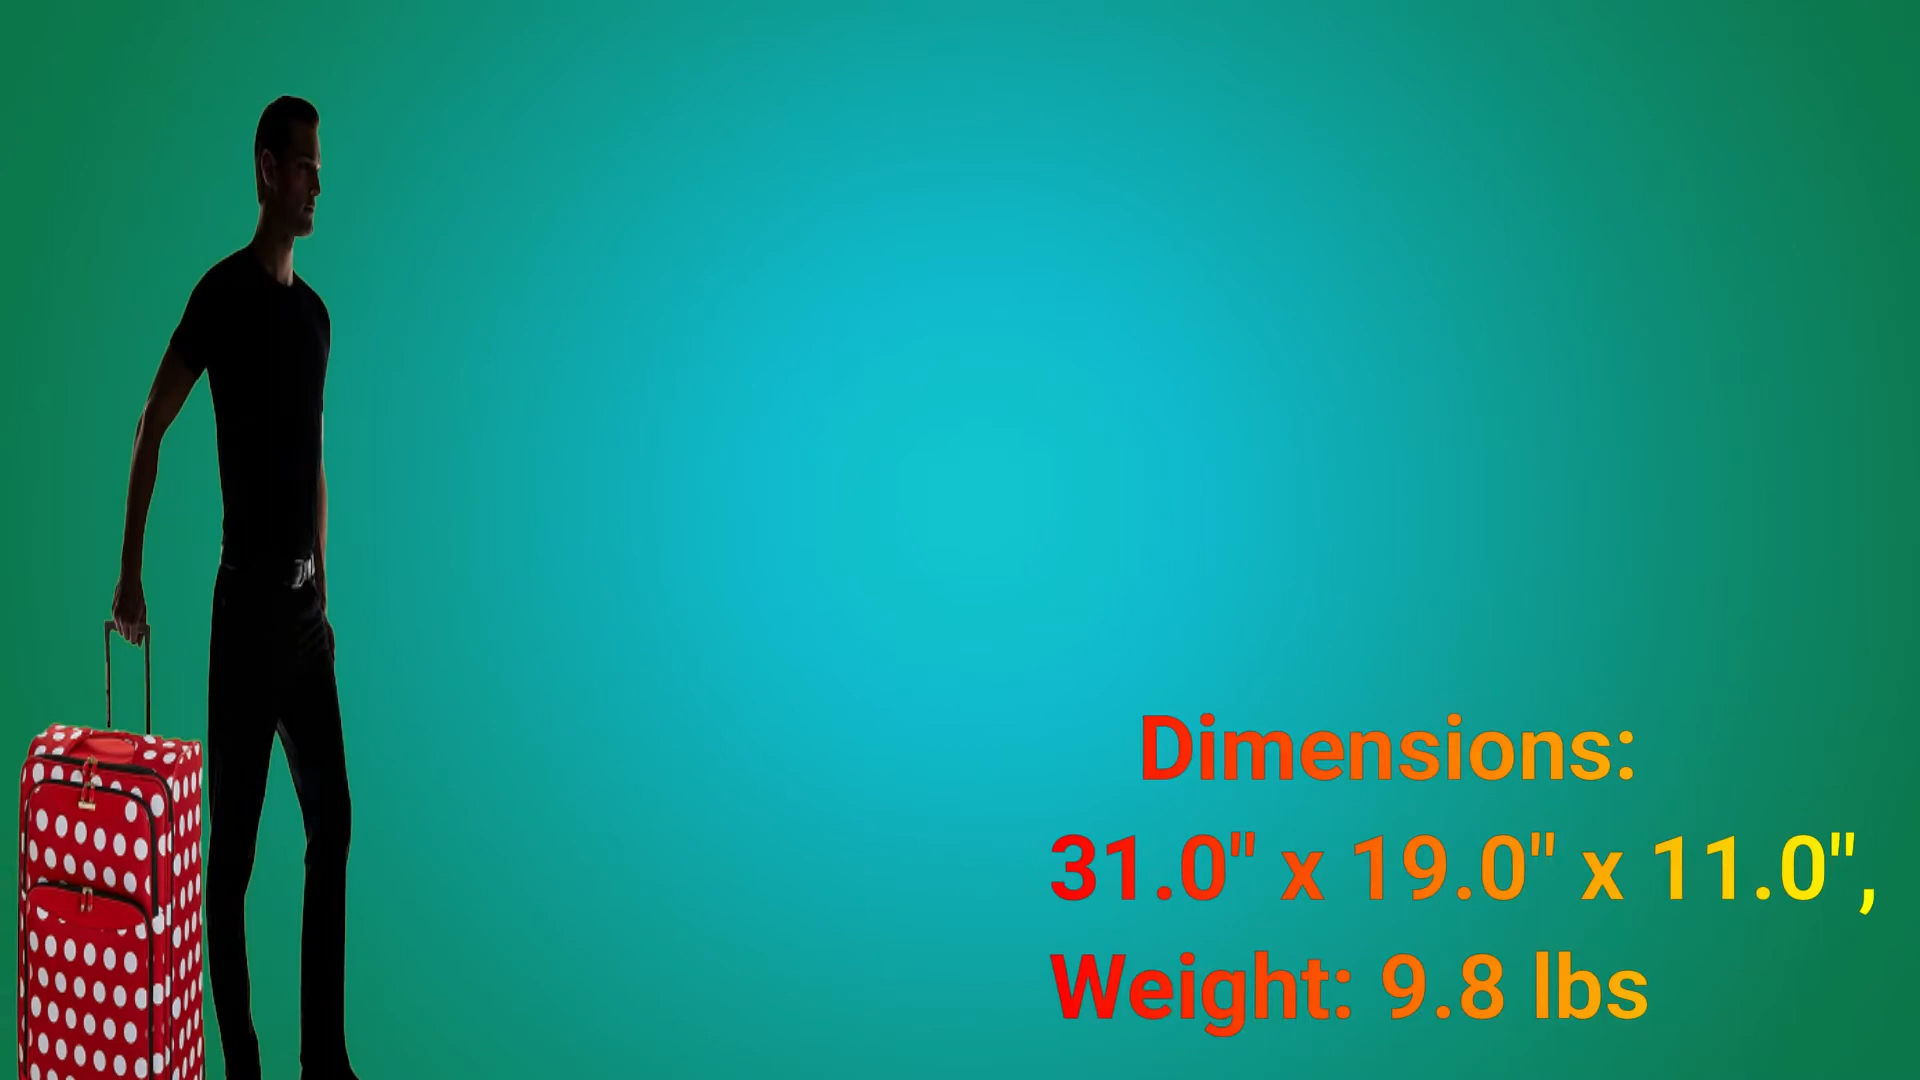 Dimensions:
31.0" x 19.0" x 11.0",
Weight: 9.8 lbs